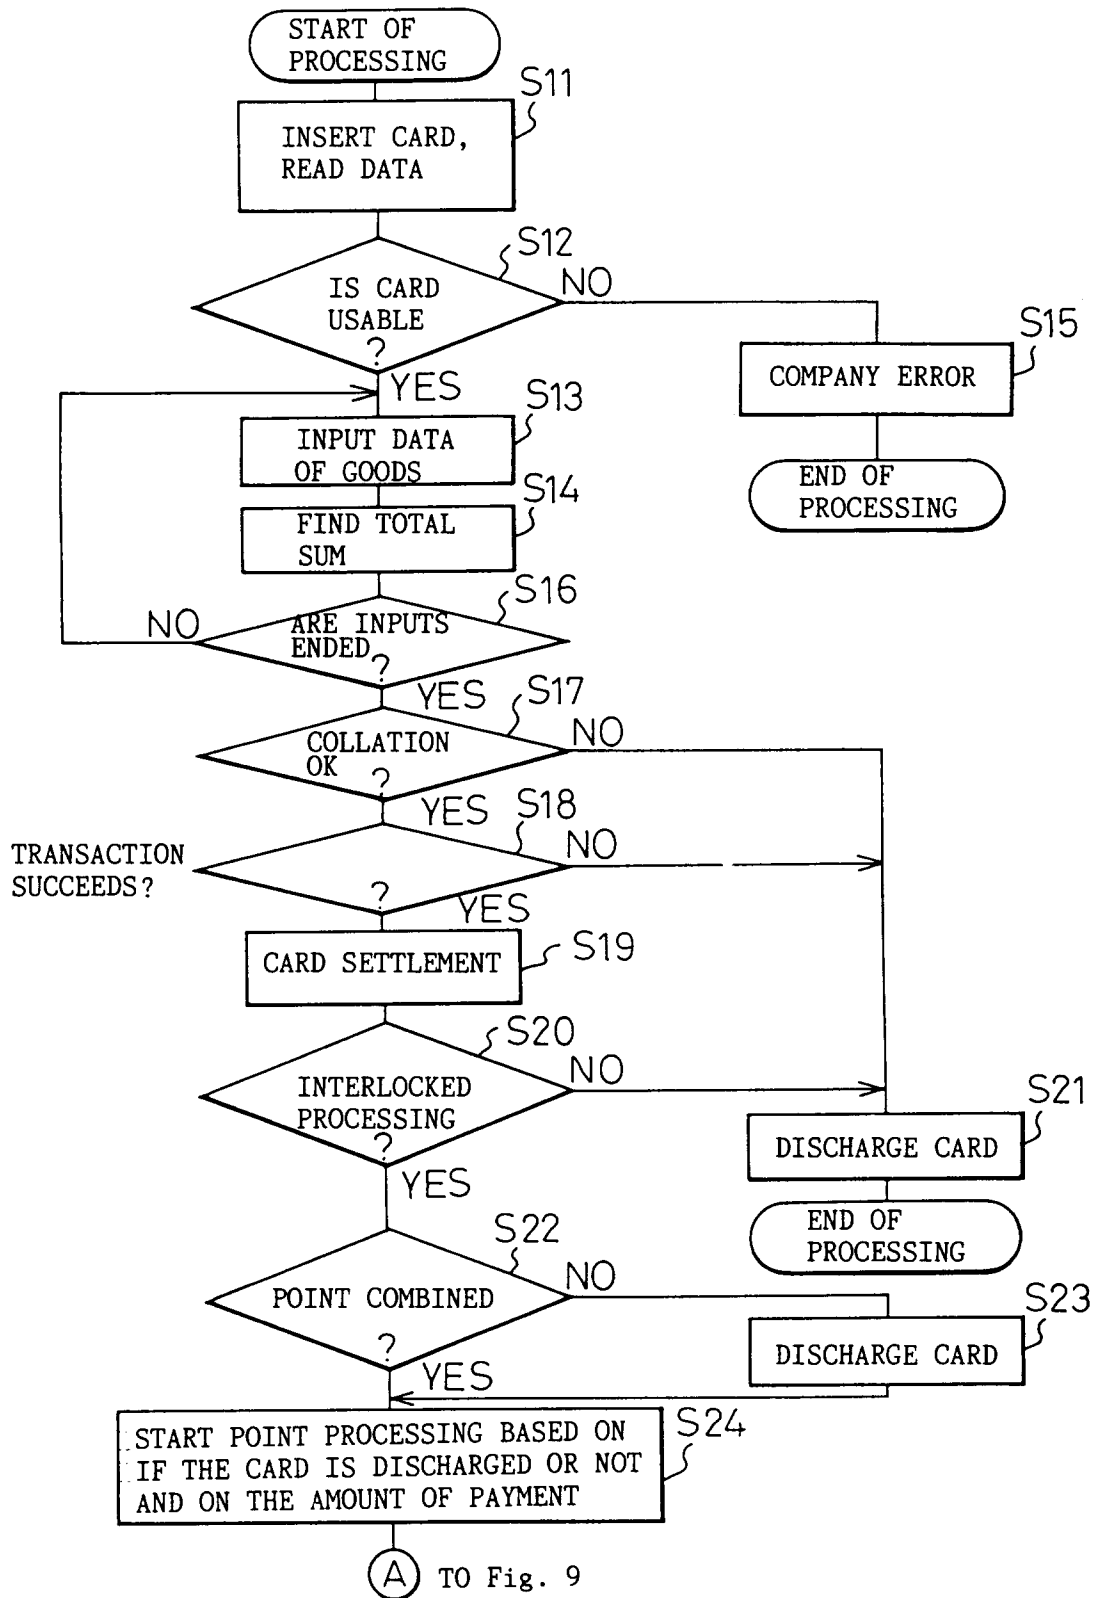 START OF
PROCESSING
S11
INSERT CARD,
READ DATA
S12
IS CARD
USABLE
?
NO
YES
S15
COMPANY ERROR
END OF
PROCESSING
S13
INPUT DATA
OF GOODS
S14
FIND TOTAL
SUM
S16
ARE INPUTS
ENDED
?
NO
YES
S17
COLLATION
OK
?
NO
YES
S18
TRANSACTION
SUCCEEDS?
?
NO
YES
S19
CARD SETTLEMENT
S20
INTERLOCKED
PROCESSING
?
NO
YES
S21
DISCHARGE CARD
END OF
PROCESSING
S22
POINT COMBINED
?
NO
YES
S23
DISCHARGE CARD
S24
START POINT PROCESSING BASED ON
IF THE CARD IS DISCHARGED OR NOT
AND ON THE AMOUNT OF PAYMENT
A TO Fig. 9